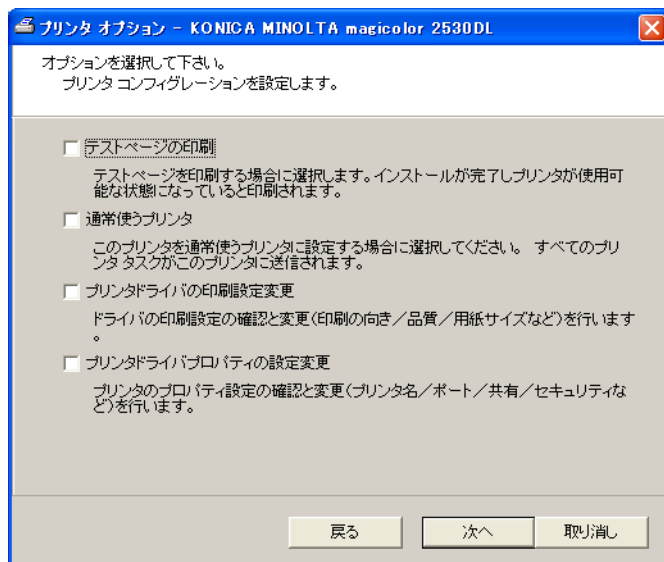 プリンタ オプション - KONICA MINOLTA magicolor 2530DL
オプションを選択して下さい。
プリンタ コンフィグレーションを設定します。
テストページの印刷
テストページを印刷する場合に選択します。インストールが完了しプリンタが使用可
能な状態になっていると印刷されます。
通常使うプリンタ
このプリンタを通常使うプリンタに設定する場合に選択してください。 すべてのプリ
ンタ タスクがこのプリンタに送信されます。
プリンタドライバの印刷設定変更
ドライバの印刷設定の確認と変更(印刷の向き/品質/用紙サイズなど)を行います
。
プリンタドライバプロパティの設定変更
プリンタのプロパティ設定の確認と変更(プリンタ名/ポート/共有/セキュリティな
ど)を行います。
戻る
次へ
取り消し